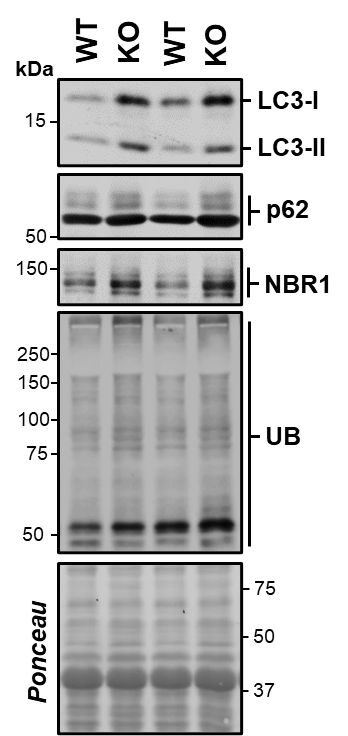 WT KO WT KO
kDa
LC3-I
15
LC3-II
p62
50
150
NBR1
250
150
100
UB
75
50
Ponceau
75
50
37